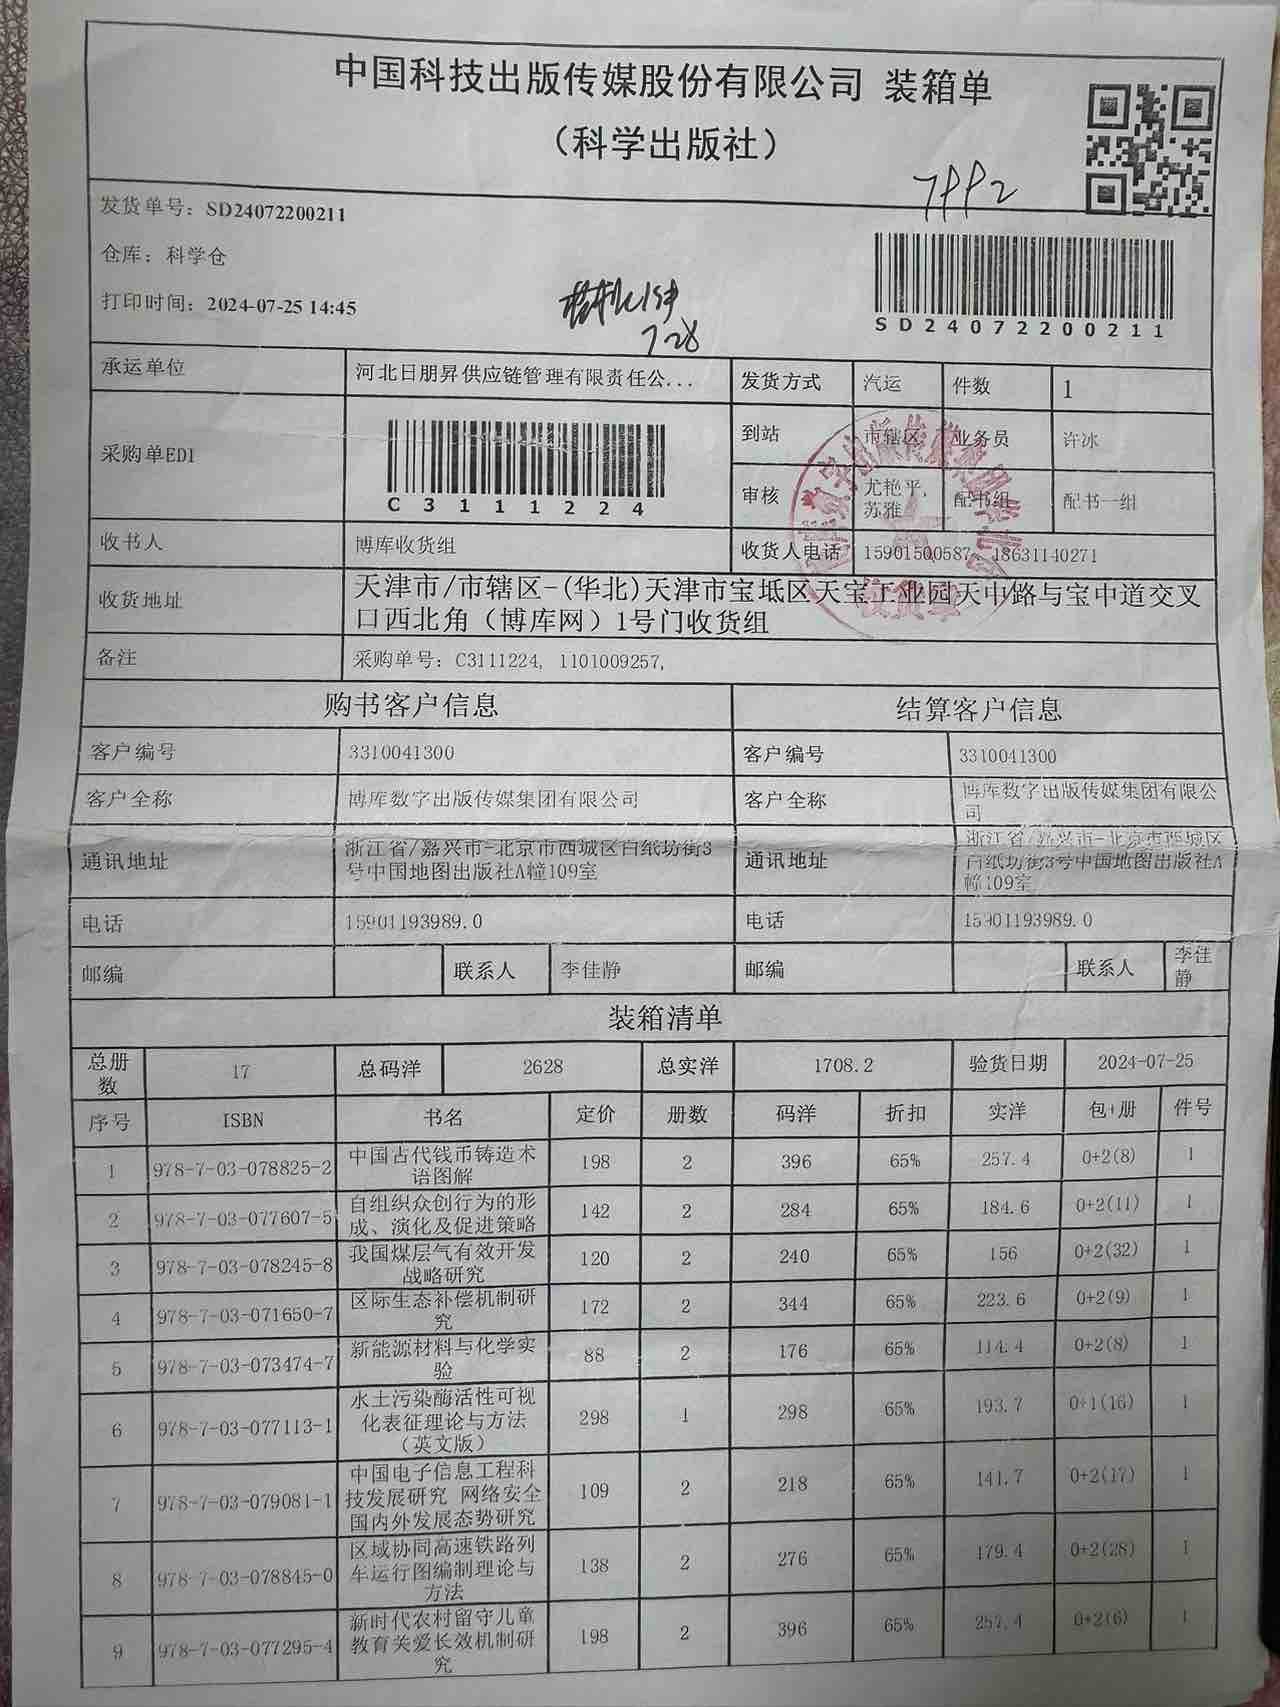 中国科技出版传媒股份有限公司 装箱单
（科学出版社）
7992
发货单号：SD24072200211
仓库：科学仓
打印时间：2024-07-25 14:45
7-28
SD24072200211
承运单位 河北日朋昇供应链管理有限责任公... 发货方式 汽运 件数 1
采购单EDI C3111224 到站 市辖区 业务员 许冰
审核 尤艳平, 苏雅 配书组 配书一组
收书人 博库收货组 收货人电话 15901500587、18631140271
收货地址 天津市/市辖区-(华北)天津市宝坻区天宝工业园天中路与宝中道交叉
口西北角（博库网）1号门收货组
备注 采购单号：C3111224, 1101009257,
购书客户信息 结算客户信息
客户编号 3310041300 客户编号 3310041300
客户全称 博库数字出版传媒集团有限公司 客户全称 博库数字出版传媒集团有限公司
通讯地址 浙江省/嘉兴市-北京市西城区白纸坊街3号中国地图出版社A幢109室 通讯地址 浙江省/嘉兴市-北京市西城区白纸坊街3号中国地图出版社A幢109室
电话 15901193989.0 电话 15901193989.0
邮编 联系人 李佳静 邮编 联系人 李佳静
装箱清单
总册数 17 总码洋 2628 总实洋 1708.2 验货日期 2024-07-25
序号 ISBN 书名 定价 册数 码洋 折扣 实洋 包+册 件号
1 978-7-03-078825-2 中国古代钱币铸造术语图解 198 2 396 65% 257.4 0+2(8) 1
2 978-7-03-077607-5 自组织众创行为的形成、演化及促进策略 142 2 284 65% 184.6 0+2(11) 1
3 978-7-03-078245-8 我国煤层气有效开发战略研究 120 2 240 65% 156 0+2(32) 1
4 978-7-03-071650-7 区际生态补偿机制研究 172 2 344 65% 223.6 0+2(9) 1
5 978-7-03-073474-7 新能源材料与化学实验 88 2 176 65% 114.4 0+2(8) 1
6 978-7-03-077113-1 水土污染酶活性可视化表征理论与方法（英文版） 298 1 298 65% 193.7 0+1(16) 1
7 978-7-03-079081-1 中国电子信息工程科技发展研究 网络安全国内外发展态势研究 109 2 218 65% 141.7 0+2(17) 1
8 978-7-03-078845-0 区域协同高速铁路列车运行图编制理论与方法 138 2 276 65% 179.4 0+2(28) 1
9 978-7-03-077295-4 新时代农村留守儿童教育关爱长效机制研究 198 2 396 65% 257.4 0+2(6) 1